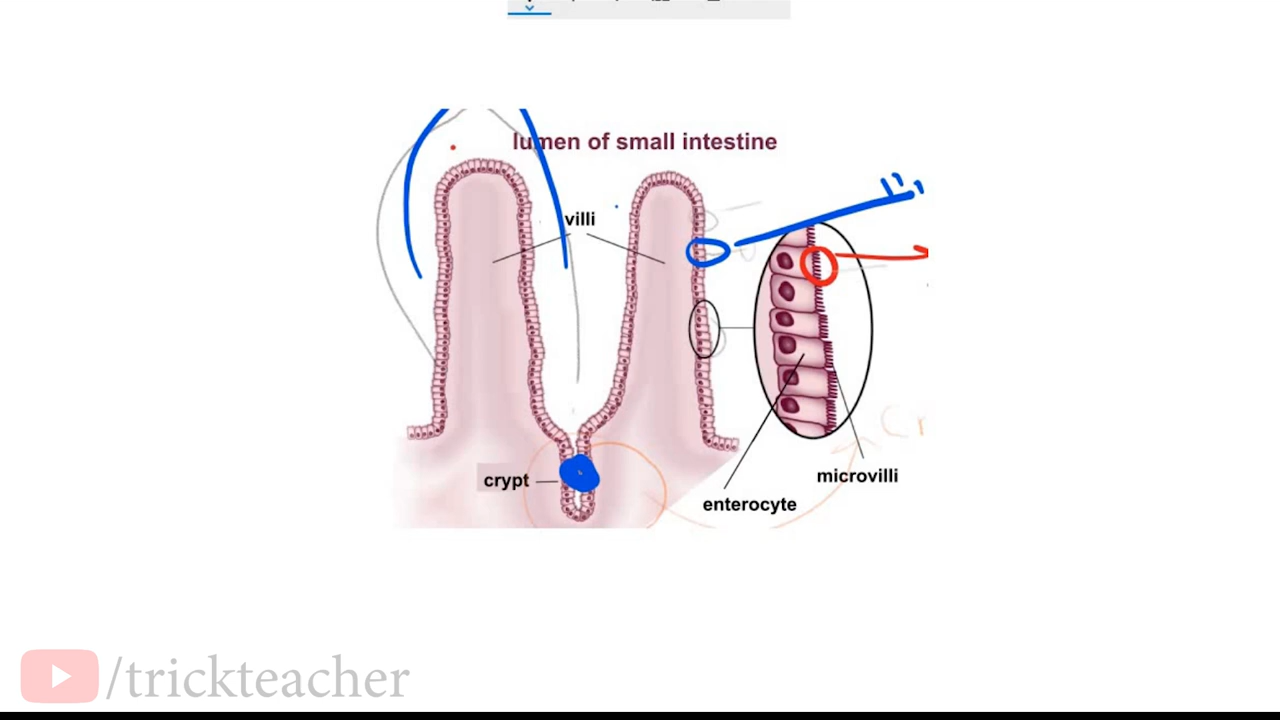 lumen of small intestine
villi
crypt
microvilli
enterocyte
/trickteacher